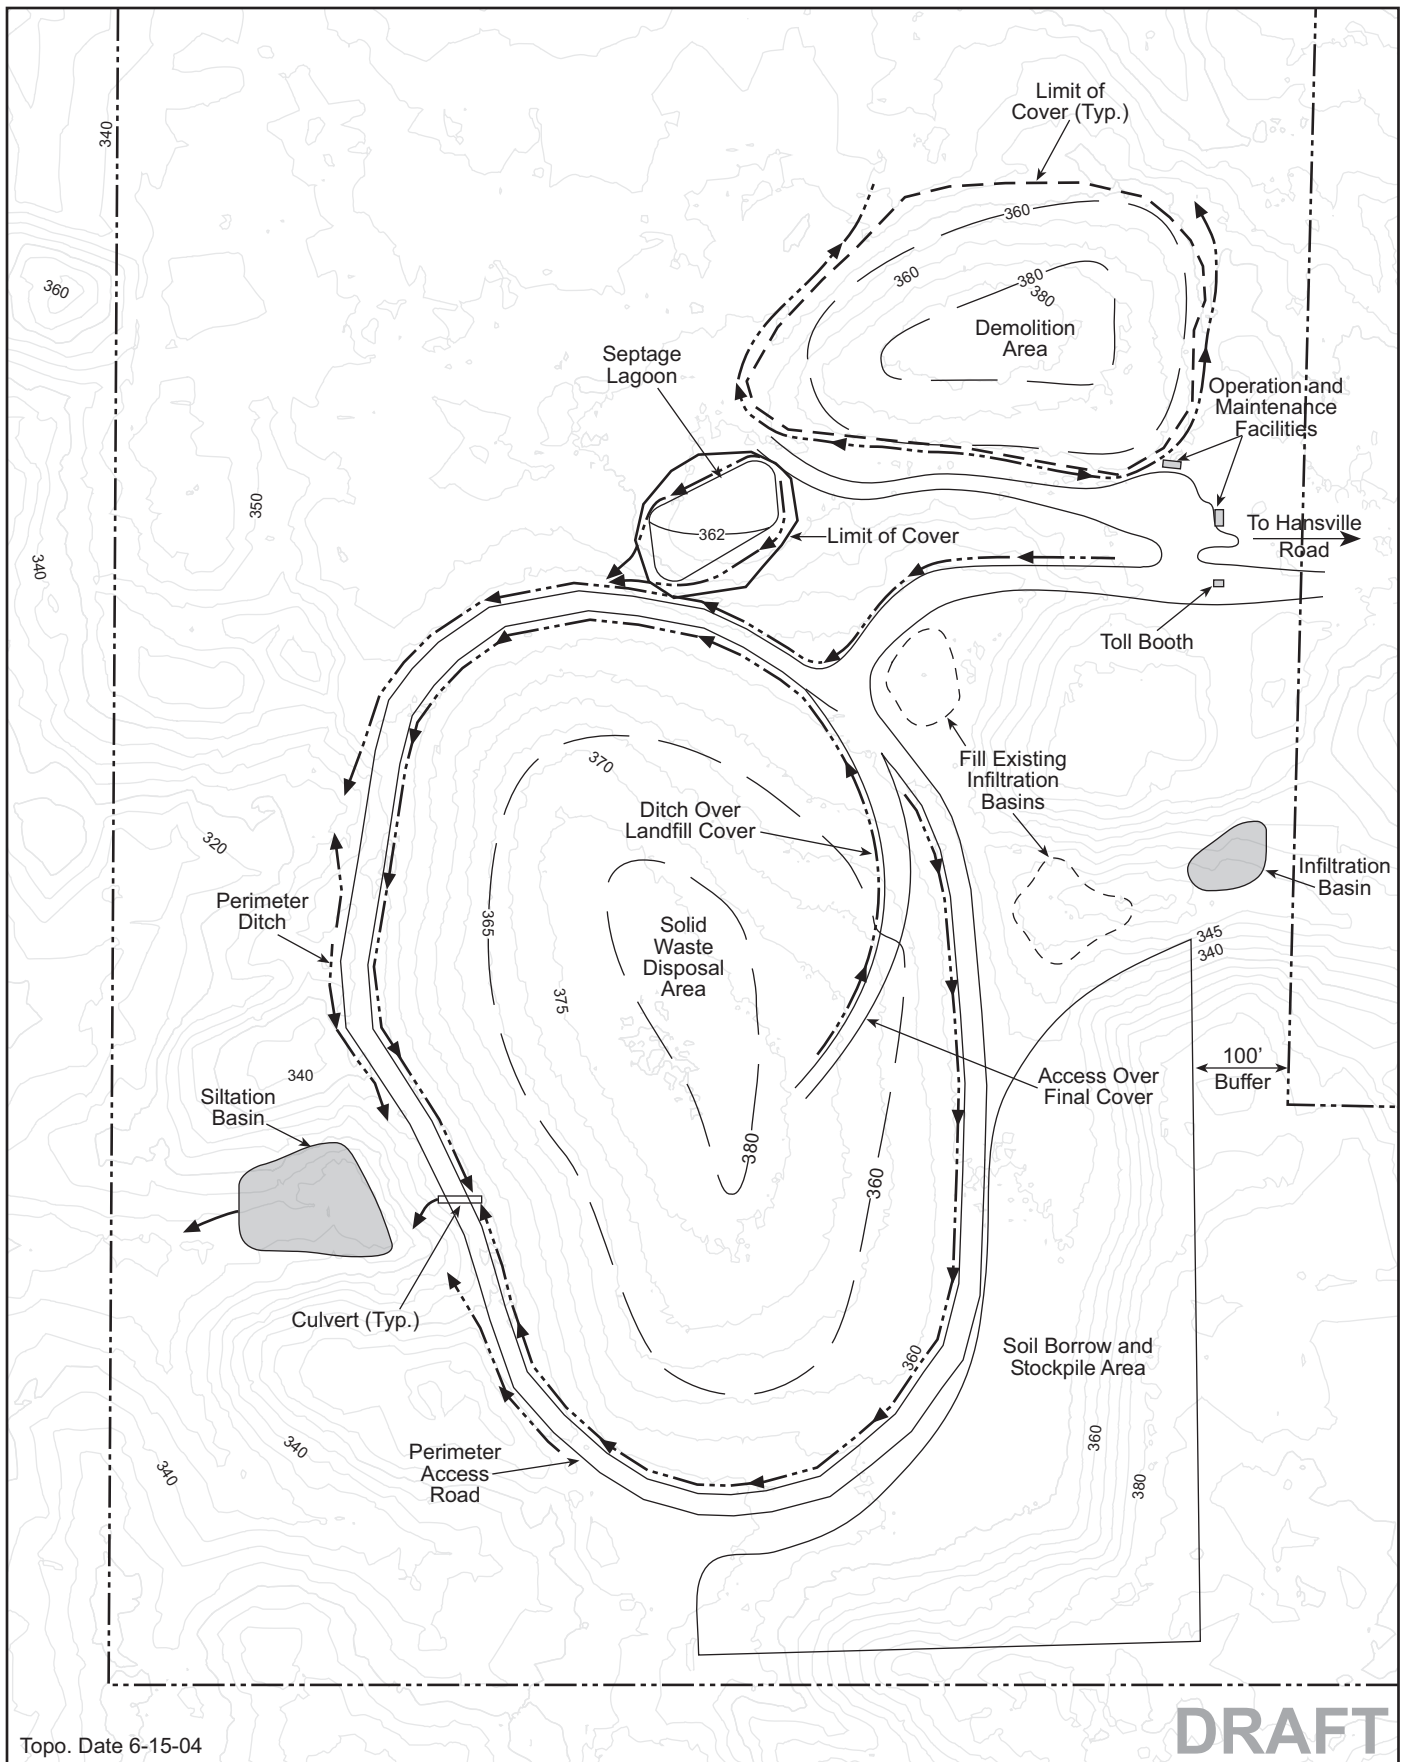 Limit of
Cover (Typ.)
340
360
360
360
380
380
Demolition
Area
Septage
Lagoon
Operation and
Maintenance
Facilities
350
340
362
Limit of Cover
To Hansville
Road
Toll Booth
370
Fill Existing
Infiltration
Basins
Ditch Over
Landfill Cover
320
Infiltration
Basin
Perimeter
Ditch
365
Solid
Waste
Disposal
Area
345
340
375
340
100’
Buffer
Access Over
Final Cover
Siltation
Basin
380
360
Culvert (Typ.)
360
Soil Borrow and
Stockpile Area
360
340
340
380
Perimeter
Access
Road
Topo. Date 6-15-04
DRAFT